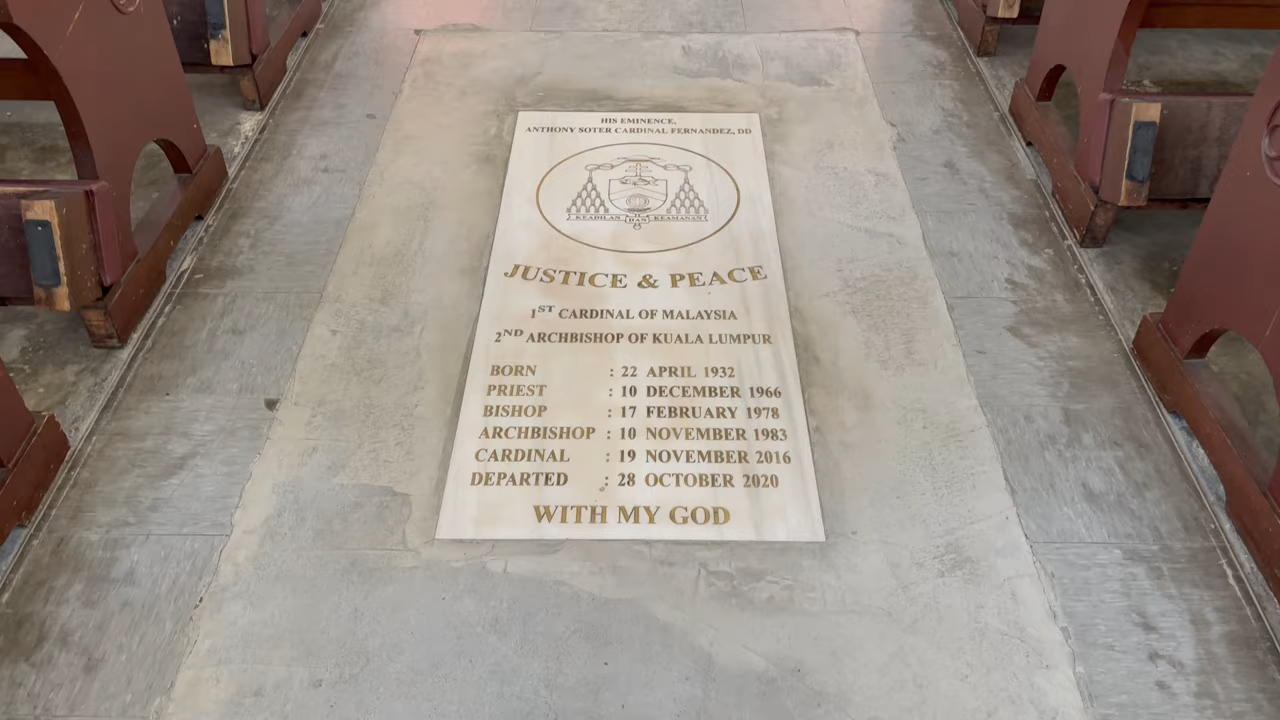 HIS EMINENCE,
ANTHONY SOTER CARDINAL FERNANDEZ, DD
KEADILAN DAN KEAMANAN
JUSTICE & PEACE
1ST CARDINAL OF MALAYSIA
2ND ARCHBISHOP OF KUALA LUMPUR
BORN : 22 APRIL 1932
PRIEST : 10 DECEMBER 1966
BISHOP : 17 FEBRUARY 1978
ARCHBISHOP : 10 NOVEMBER 1983
CARDINAL : 19 NOVEMBER 2016
DEPARTED : 28 OCTOBER 2020
WITH MY GOD